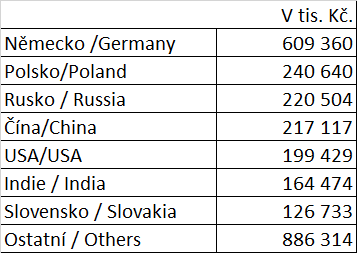 V tis. Kč.
Německo /Germany 609 360
Polsko/Poland 240 640
Rusko / Russia 220 504
Čína/China 217 117
USA/USA 199 429
Indie / India 164 474
Slovensko / Slovakia 126 733
Ostatní / Others 886 314